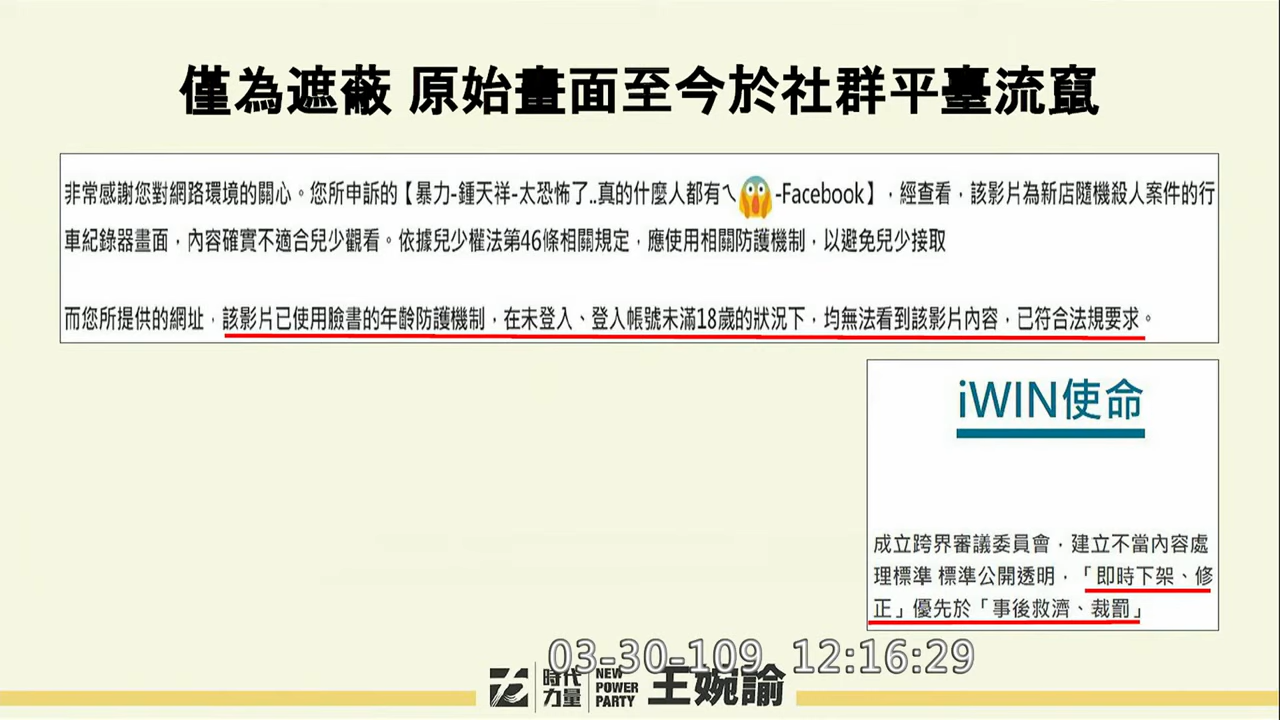 僅為遮蔽 原始畫面至今於社群平臺流竄
非常感謝您對網路環境的關心。您所申訴的【暴力-鍾天祥-太恐怖了..真的什麼人都有ㄟ😱-Facebook】，經查看，該影片為新店隨機殺人案件的行
車紀錄器畫面，內容確實不適合兒少觀看。依據兒少權法第46條相關規定，應使用相關防護機制，以避免兒少接取
而您所提供的網址，該影片已使用臉書的年齡防護機制，在未登入、登入帳號未滿18歲的狀況下，均無法看到該影片內容，已符合法規要求。
iWIN使命
成立跨界審議委員會，建立不當內容處
理標準 標準公開透明，「即時下架、修
正」優先於「事後救濟、裁罰」
03-30-109 12:16:29
時代
力量
NEW
POWER
PARTY
王婉諭